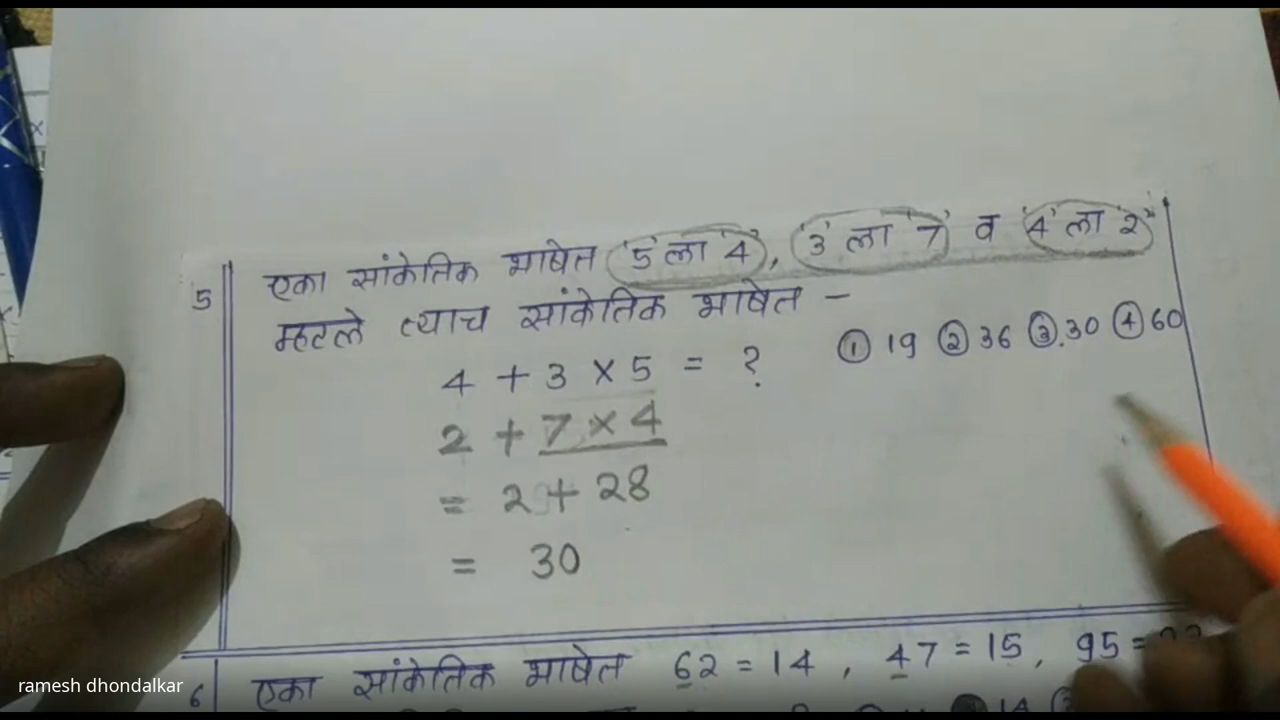 5 एका सांकेतिक भाषेत '5' ला '4', '3' ला '7' व '4' ला '2'
म्हटले त्याच सांकेतिक भाषेत –
4 + 3 × 5 = ? ① 19 ② 36 ③ 30 ④ 60
2 + 7 × 4
= 2 + 28
= 30
6 एका सांकेतिक भाषेत 62 = 14, 47 = 15, 95 =
14
ramesh dhondalkar